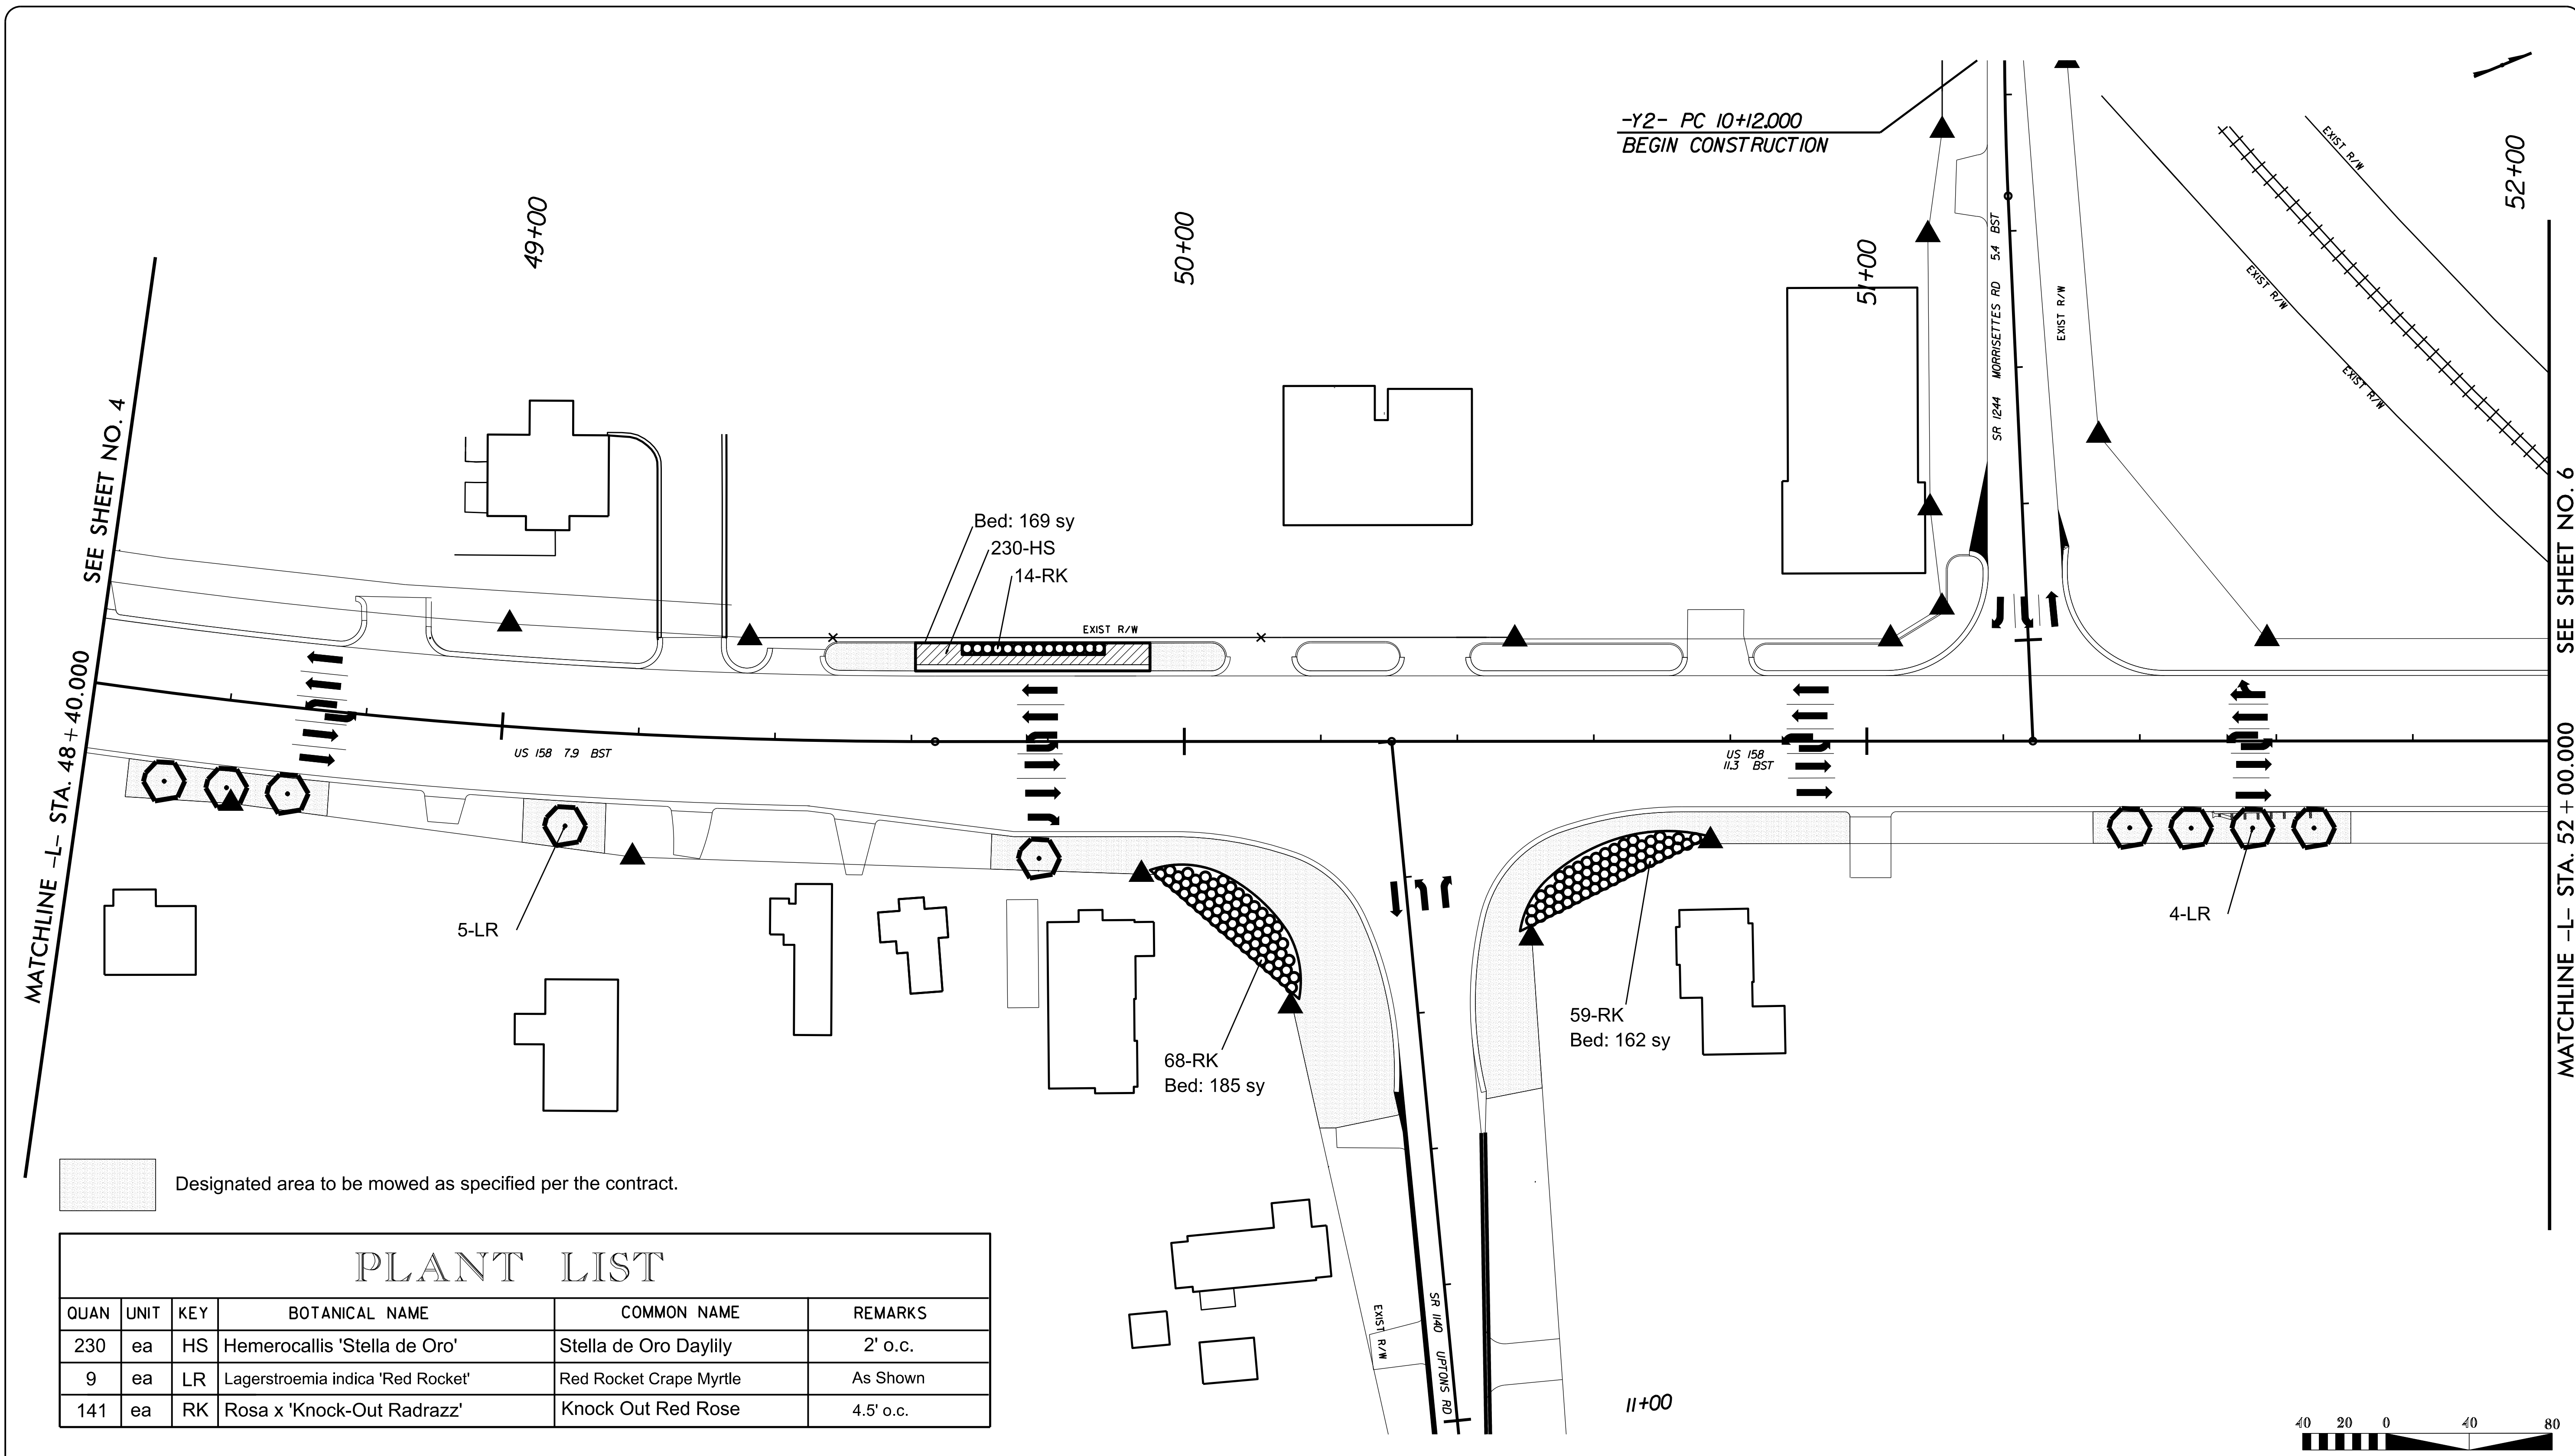 -Y2- PC 10+12.000
BEGIN CONSTRUCTION
49+00
50+00
51+00
52+00
SR 1244 MORRISETTES RD 5.4 BST
EXIST R/W
EXIST R/W
EXIST R/W
EXIST R/W
SEE SHEET NO. 4
MATCHLINE -L- STA. 48+40.000
SEE SHEET NO. 6
MATCHLINE -L- STA. 52+00.000
Bed: 169 sy
230-HS
14-RK
EXIST R/W
US 158 7.9 BST
US 158
11.3 BST
5-LR
4-LR
68-RK
Bed: 185 sy
59-RK
Bed: 162 sy
EXIST R/W
SR 1140 UPTONS RD
11+00
Designated area to be mowed as specified per the contract.
PLANT LIST
QUAN UNIT KEY BOTANICAL NAME COMMON NAME REMARKS
230 ea HS Hemerocallis 'Stella de Oro' Stella de Oro Daylily 2' o.c.
9 ea LR Lagerstroemia indica 'Red Rocket' Red Rocket Crape Myrtle As Shown
141 ea RK Rosa x 'Knock-Out Radrazz' Knock Out Red Rose 4.5' o.c.
40 20 0 40 80